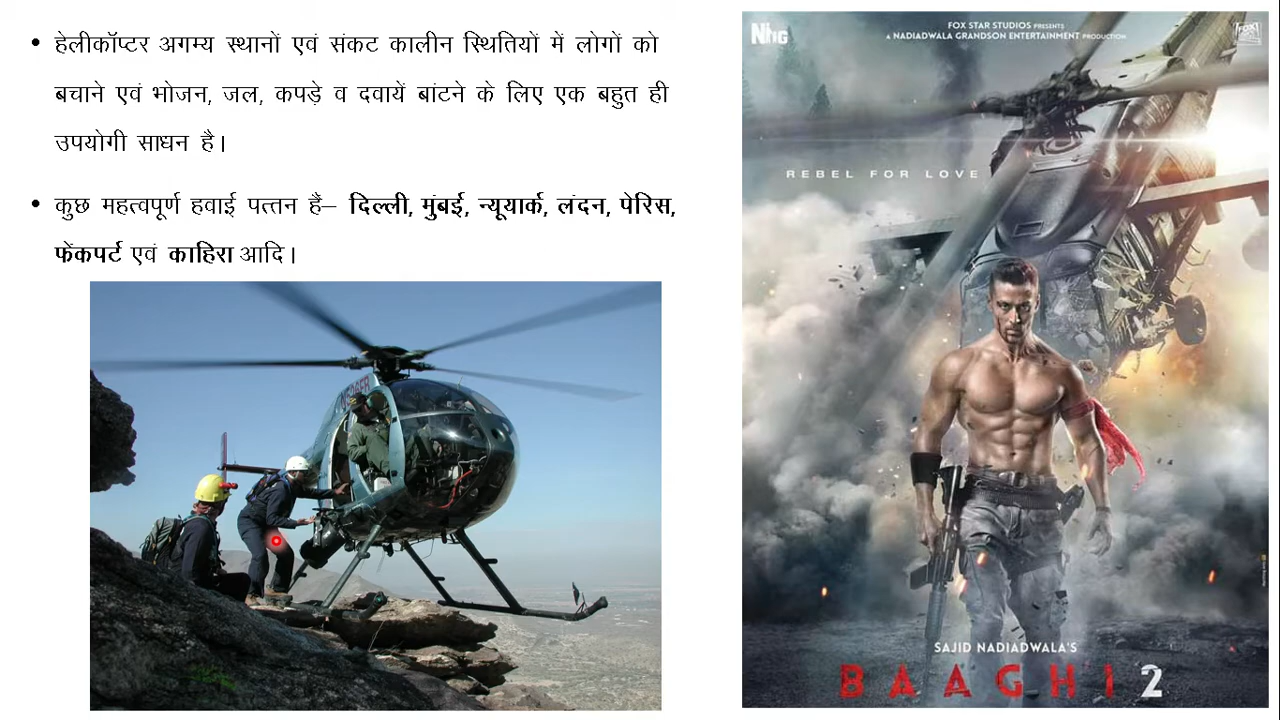 हेलीकॉप्टर अगम्य स्थानों एवं संकट कालीन स्थितियों में लोगों को
बचाने एवं भोजन, जल, कपड़े व दवायें बांटने के लिए एक बहुत ही
उपयोगी साधन है।
कुछ महत्वपूर्ण हवाई पत्तन हैं– दिल्ली, मुंबई, न्यूयार्क, लंदन, पेरिस,
फेंकपर्ट एवं काहिरा आदि।
FOX STAR STUDIOS PRESENTS
A NADIADWALA GRANDSON ENTERTAINMENT PRODUCTION
REBEL FOR LOVE
SAJID NADIADWALA'S
BAAGHI 2